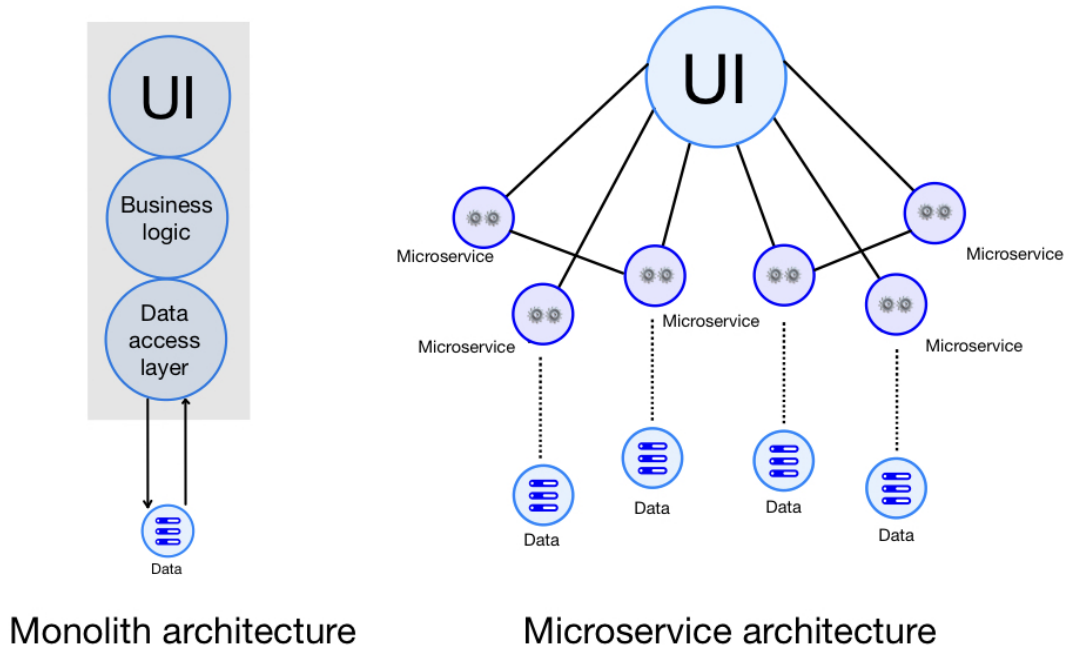 UI
Business
logic
Data
access
layer
Data
Monolith architecture
UI
Microservice
Microservice
Microservice
Microservice
Microservice
Data
Data
Data
Data
Microservice architecture